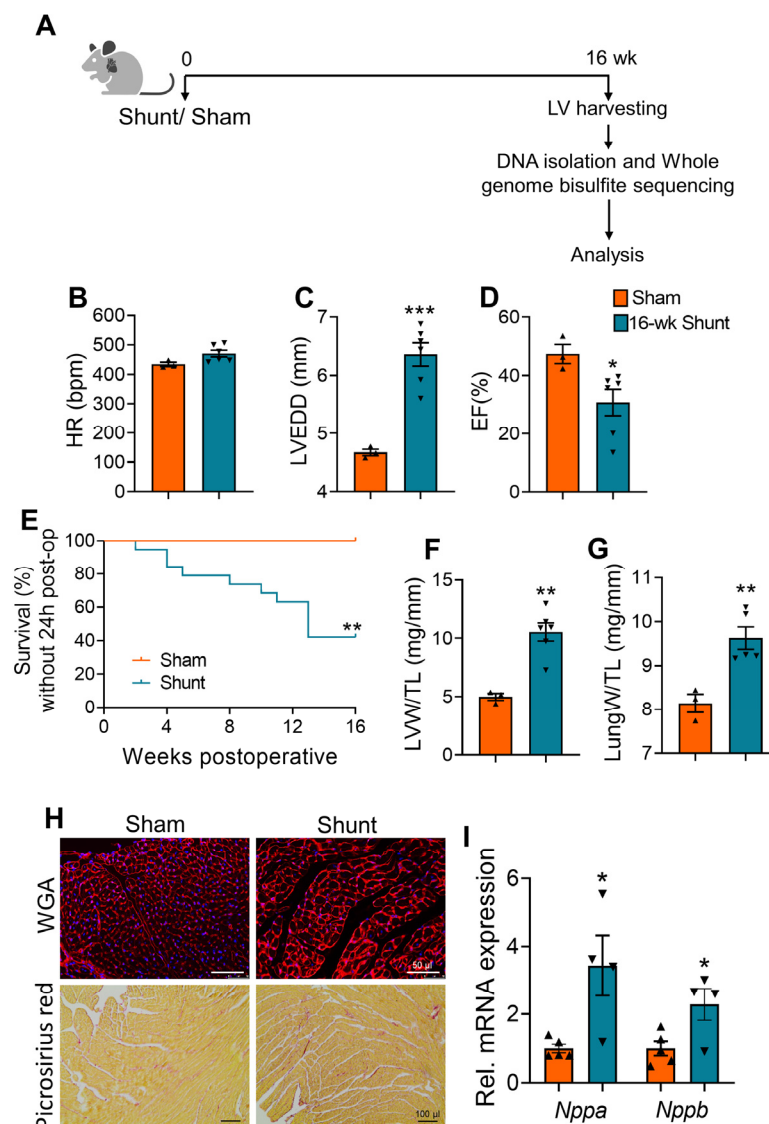 A
0
16 wk
Shunt/ Sham
LV harvesting
DNA isolation and Whole
genome bisulfite sequencing
Analysis
B
HR (bpm)
600
500
400
300
200
100
0
C
LVEDD (mm)
7
6
5
4
***
D
EF(%)
60
40
20
0
*
Sham
16-wk Shunt
E
Survival (%)
without 24h post-op
100
80
60
40
20
0
**
Sham
Shunt
0
4
8
12
16
Weeks postoperative
F
LVW/TL (mg/mm)
15
10
5
0
**
G
LungW/TL (mg/mm)
11
10
9
8
7
**
H
Sham
Shunt
WGA
50 µl
Picrosirius red
100 µl
I
Rel. mRNA expression
6
4
2
0
*
*
Nppa
Nppb